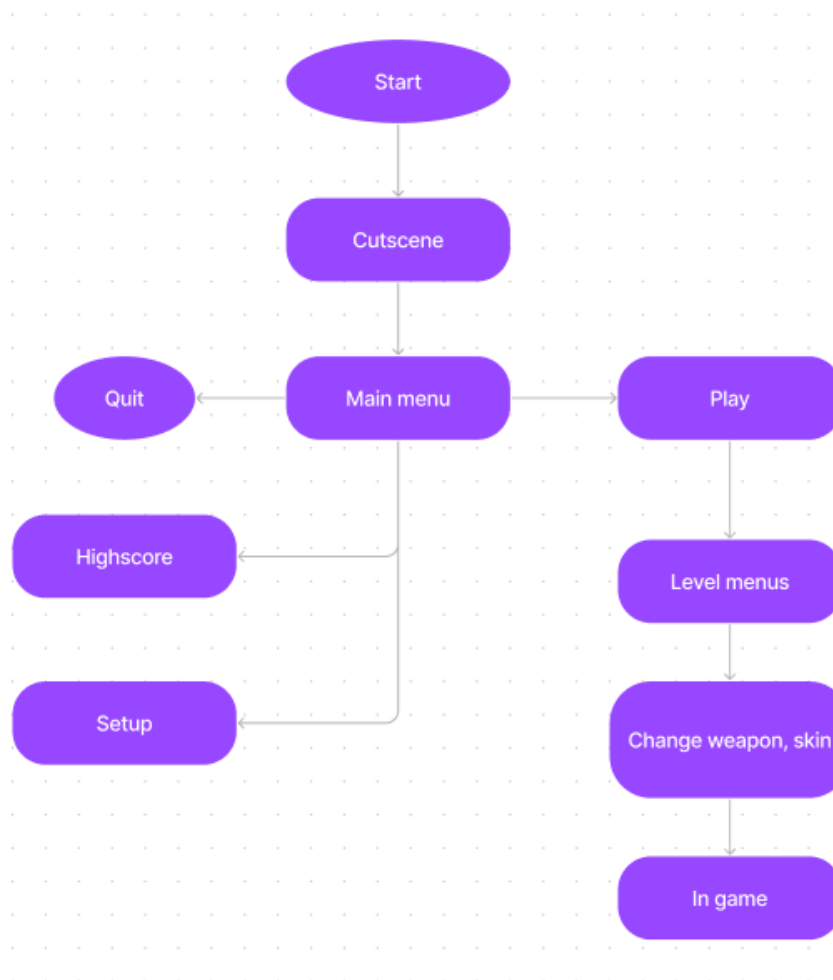 Start
Cutscene
Quit
Main menu
Play
Highscore
Level menus
Setup
Change weapon, skin
In game